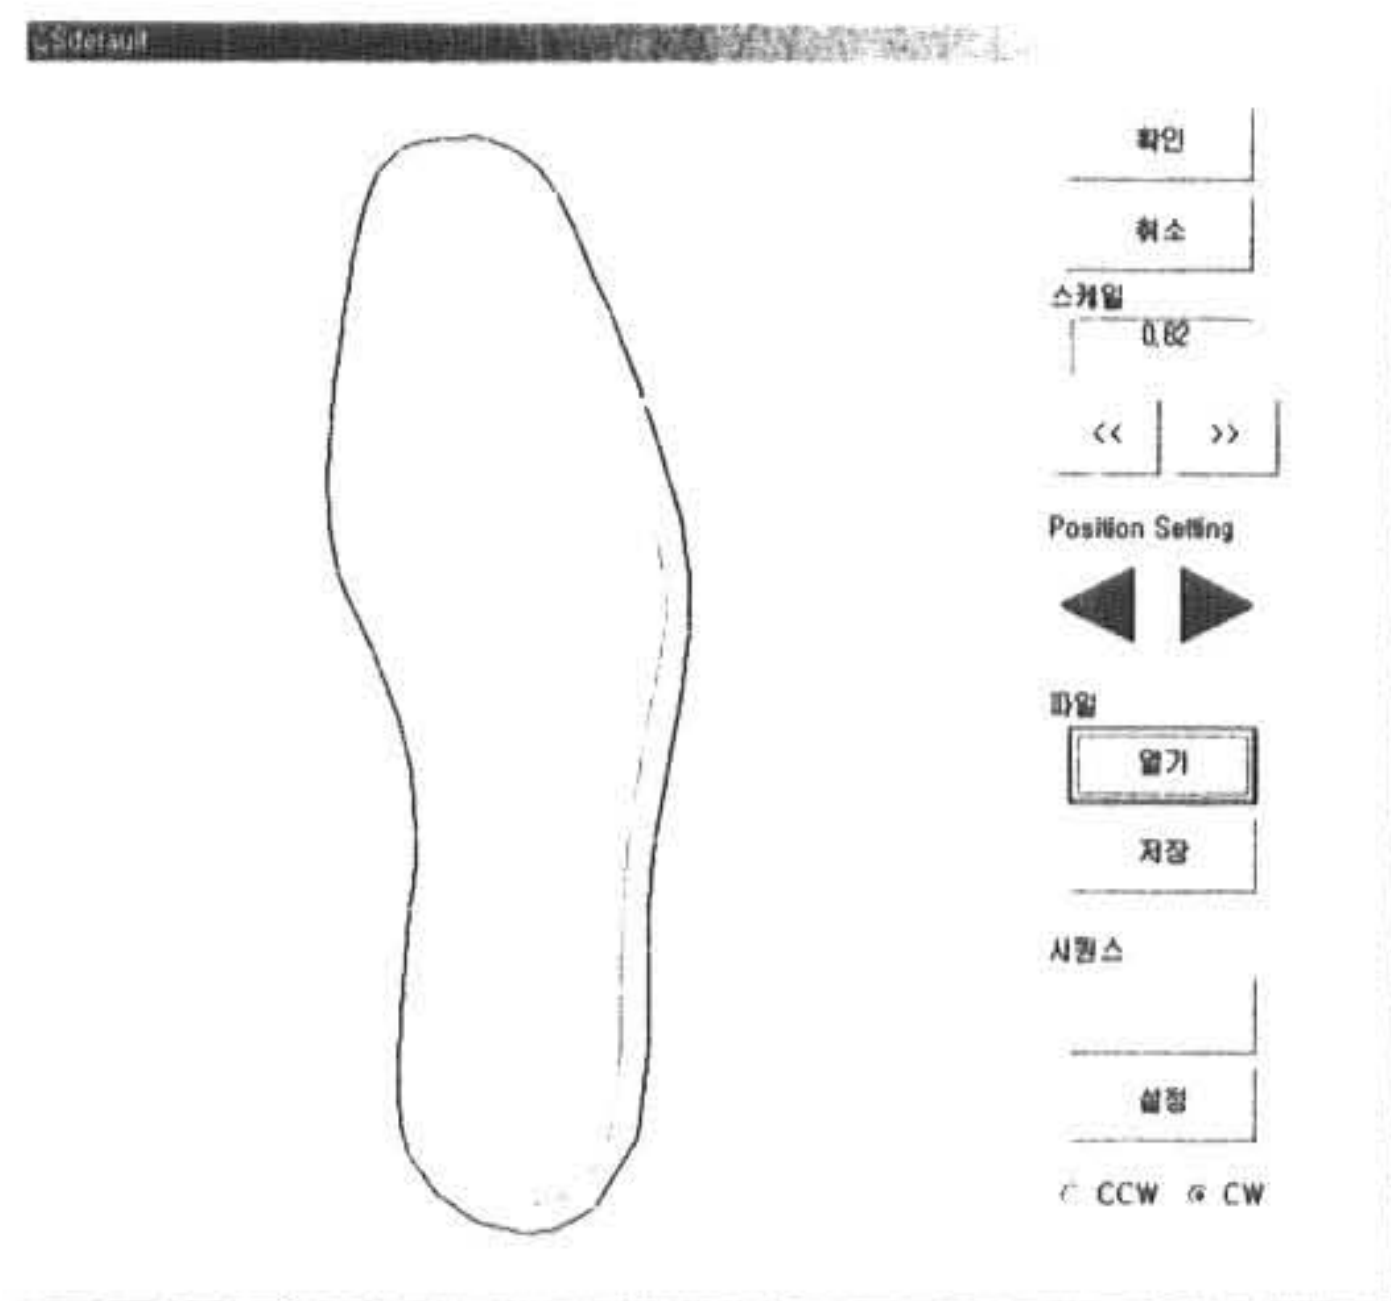 확인
취소
스케일
0.82
<< >>
Position Setting
파일
열기
저장
시퀀스
설정
CCW CW